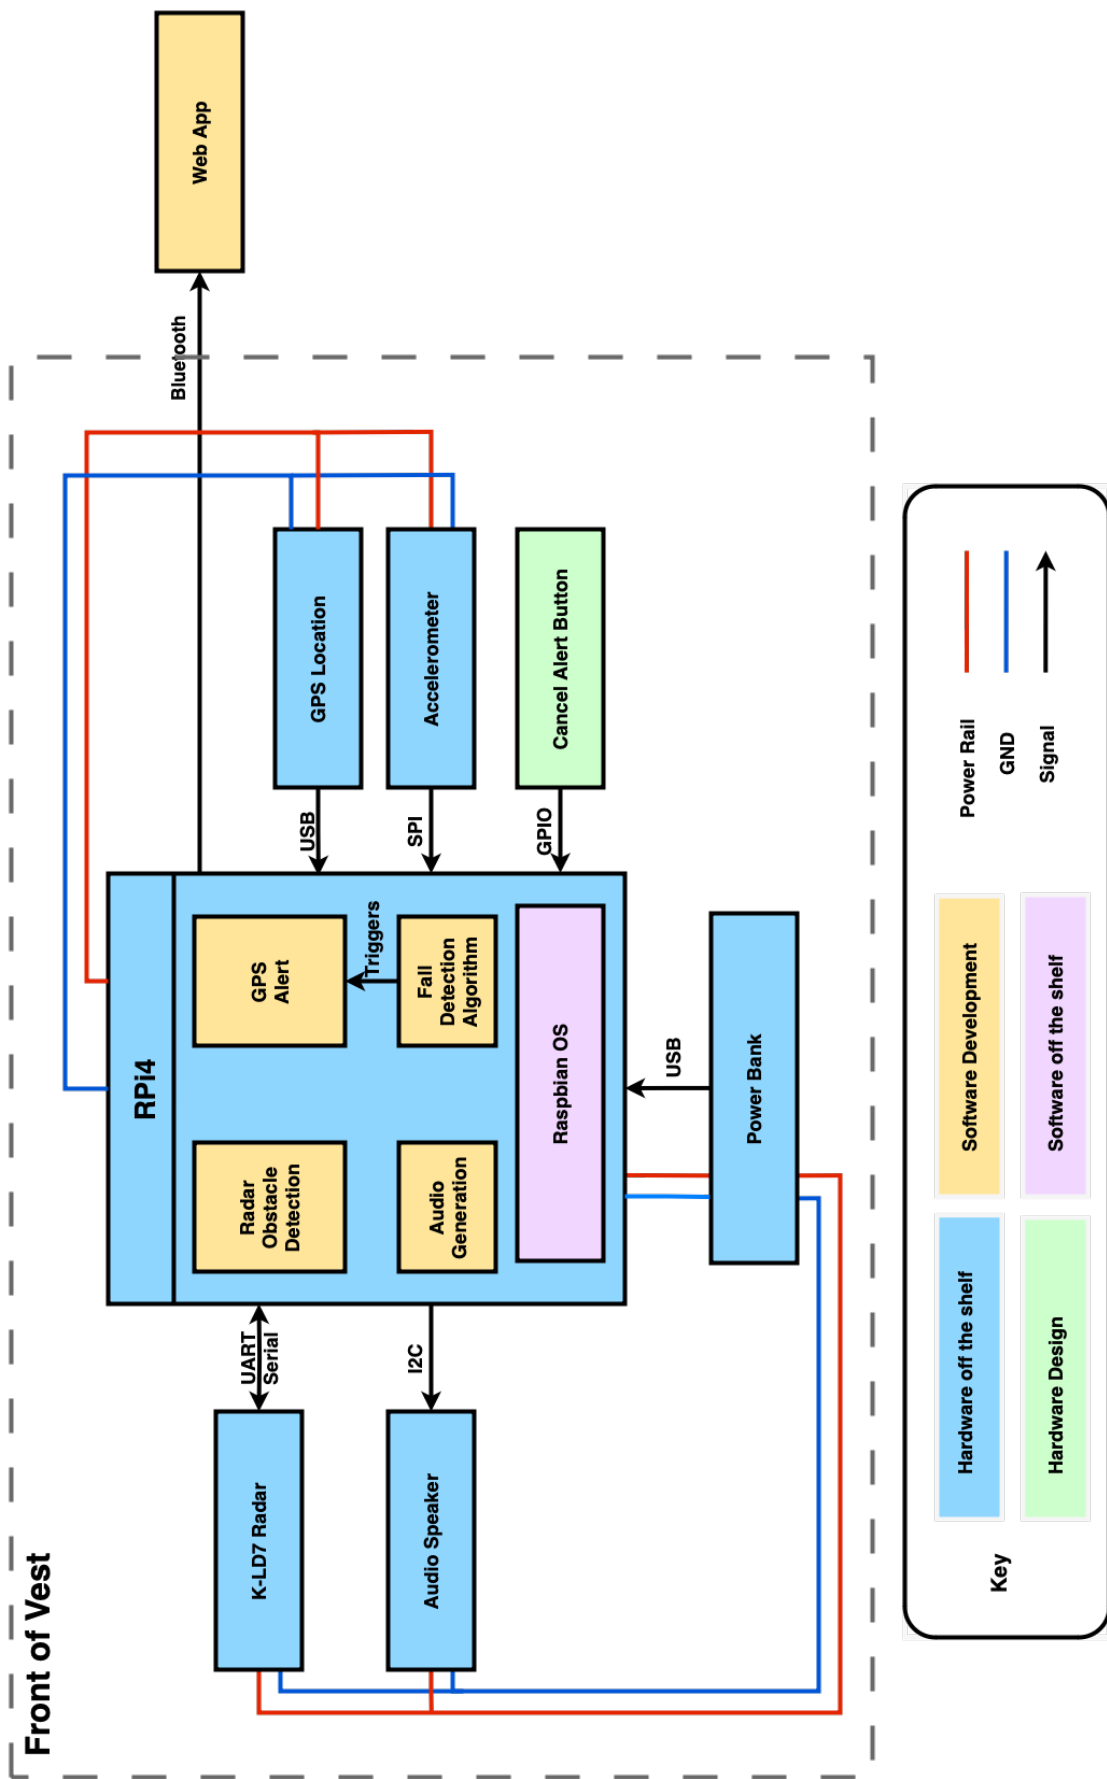 Front of Vest
K-LD7 Radar
Audio Speaker
UART
Serial
I2C
RPi4
Radar
Obstacle
Detection
GPS
Alert
Audio
Generation
Triggers
Fall
Detection
Algorithm
Raspbian OS
USB
Power Bank
USB
SPI
GPIO
GPS Location
Accelerometer
Cancel Alert Button
Bluetooth
Web App
Key
Hardware off the shelf
Software Development
Hardware Design
Software off the shelf
Power Rail
GND
Signal